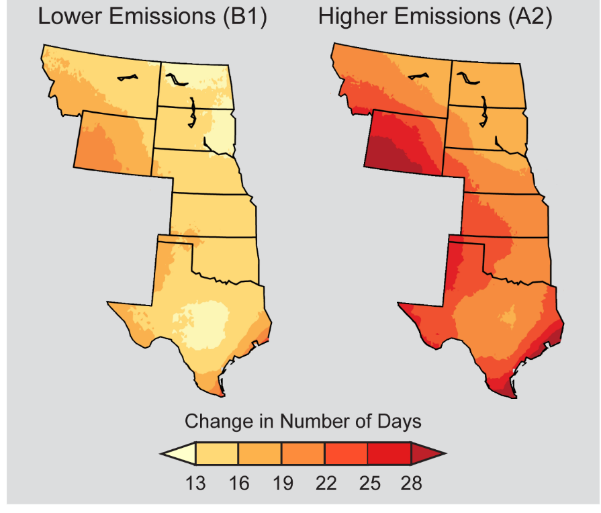 Lower Emissions (B1) Higher Emissions (A2)
Change in Number of Days
13 16 19 22 25 28